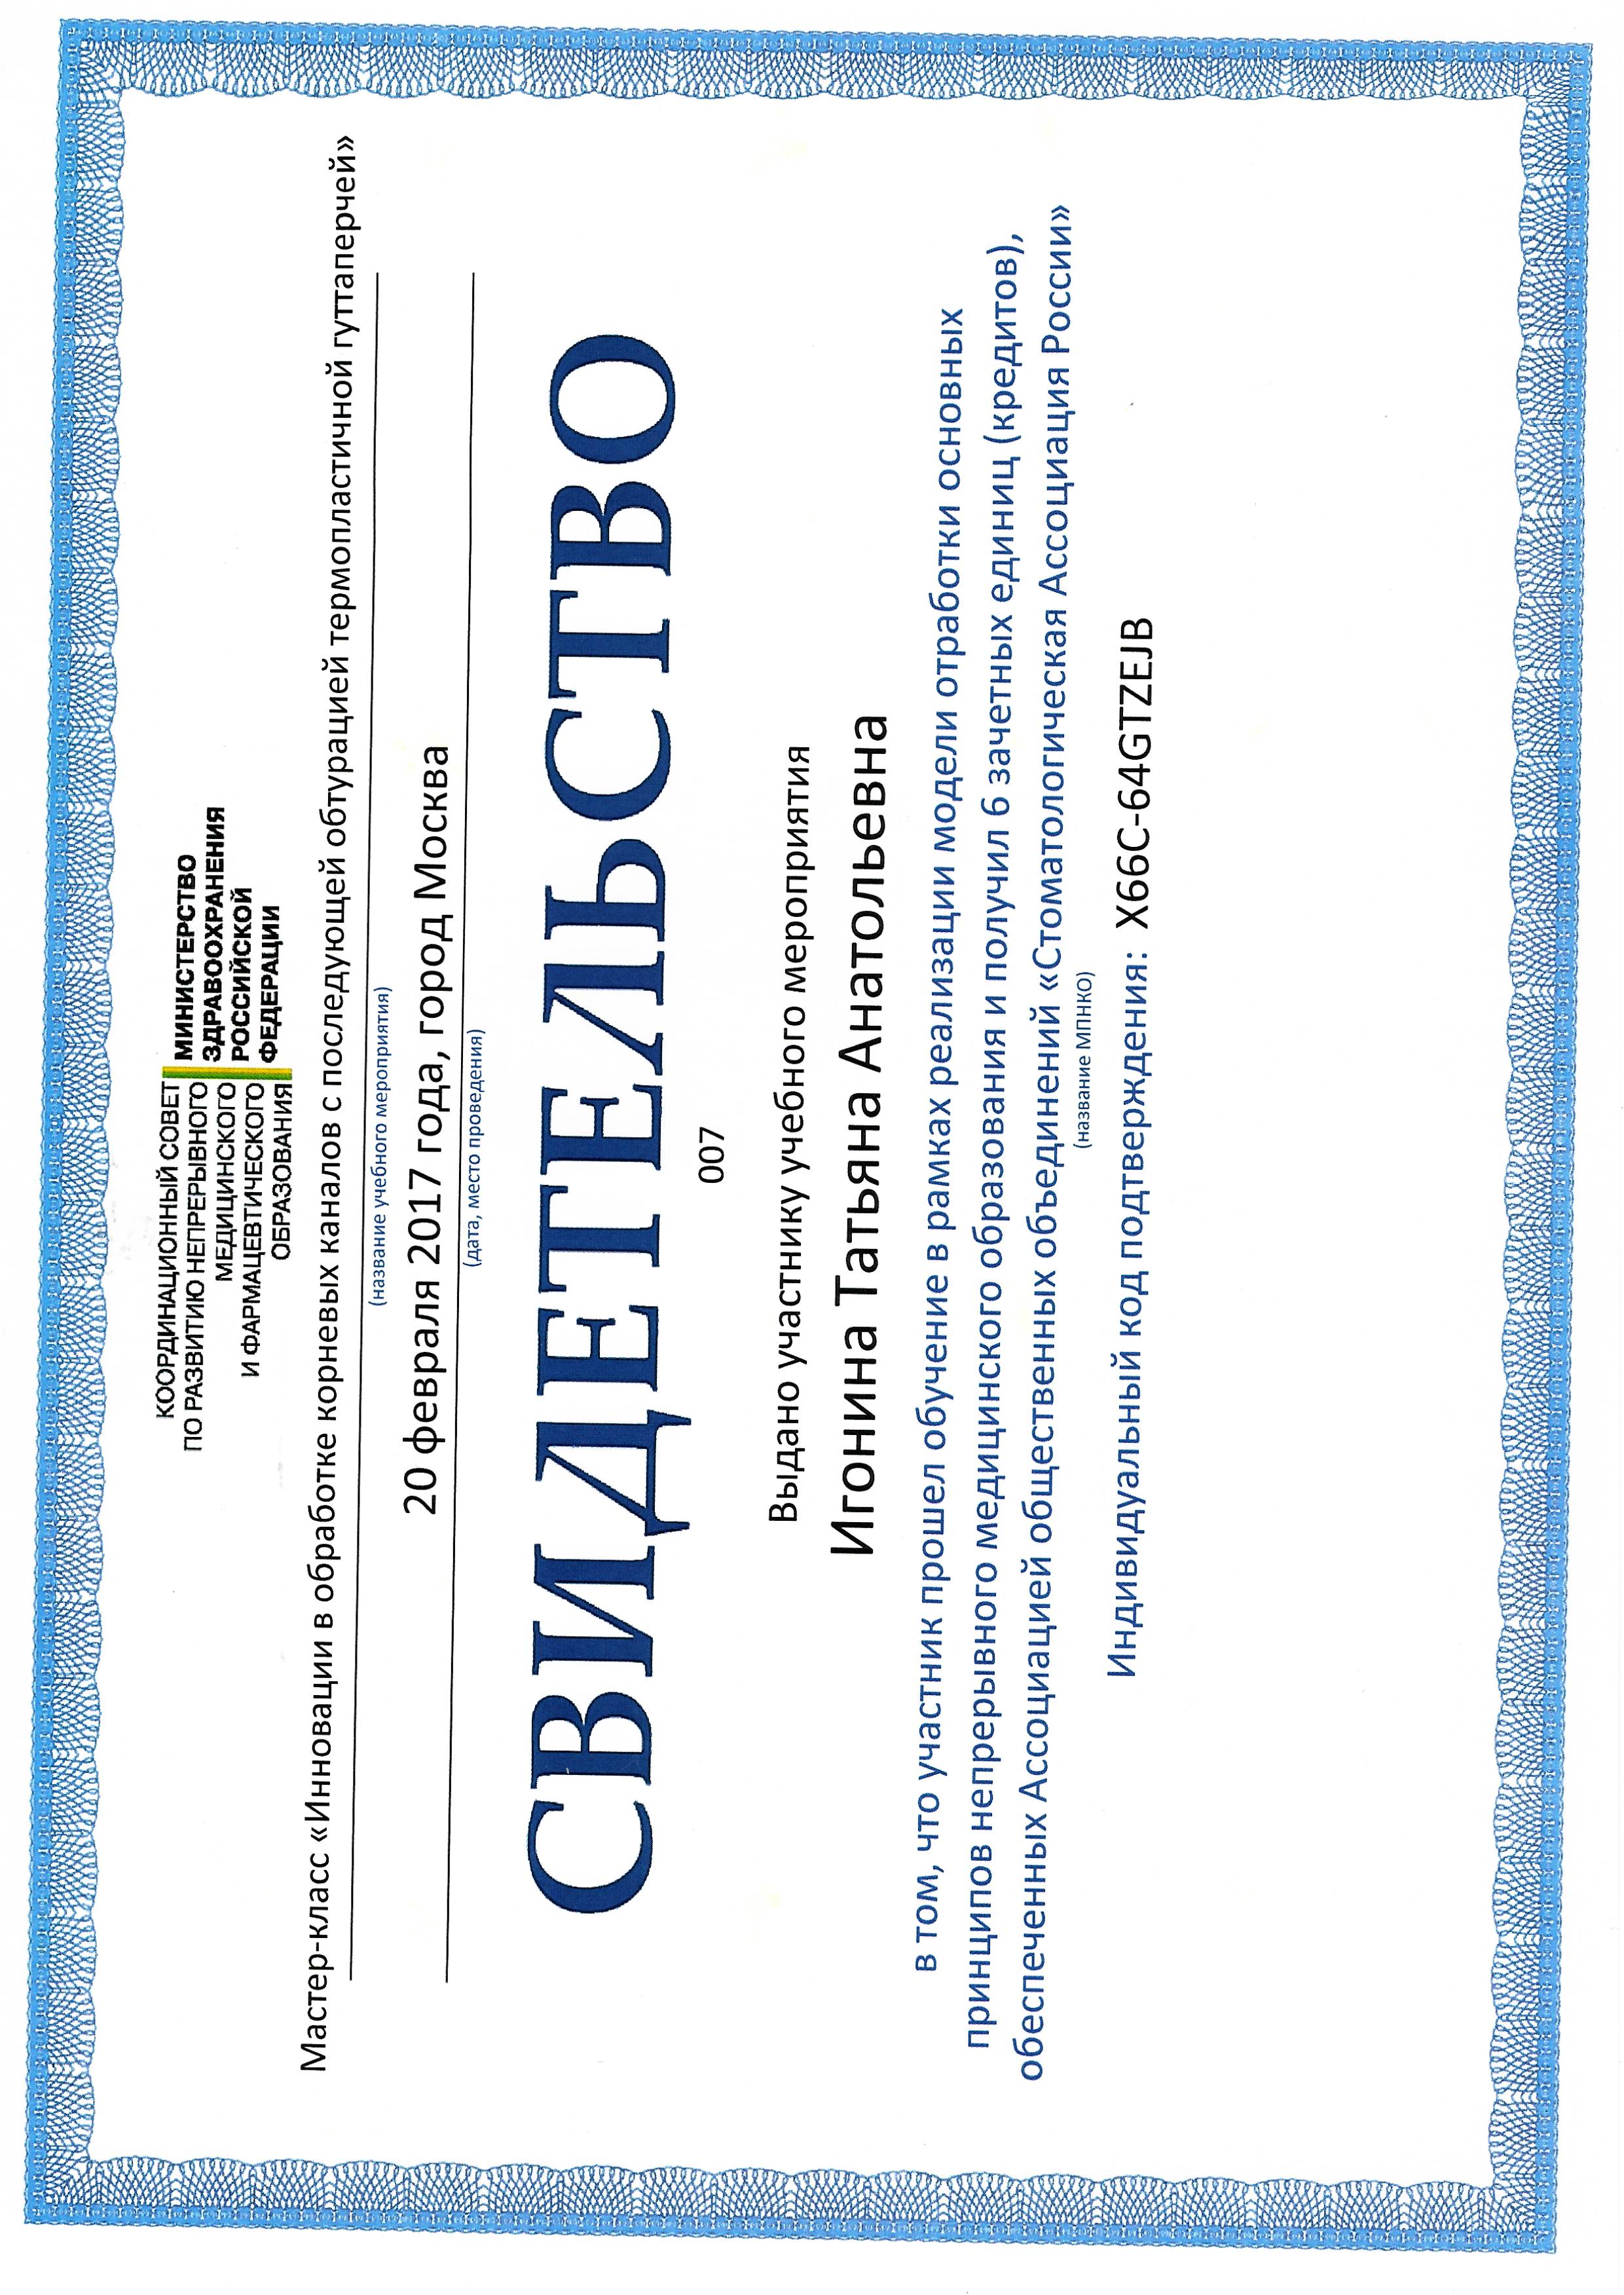 КООРДИНАЦИОННЫЙ СОВЕТ
ПО РАЗВИТИЮ НЕПРЕРЫВНОГО
МЕДИЦИНСКОГО
И ФАРМАЦЕВТИЧЕСКОГО
ОБРАЗОВАНИЯ
МИНИСТЕРСТВО
ЗДРАВООХРАНЕНИЯ
РОССИЙСКОЙ
ФЕДЕРАЦИИ
Мастер-класс «Инновации в обработке корневых каналов с последующей обтурацией термопластичной гуттаперчей»
(название учебного мероприятия)
20 февраля 2017 года, город Москва
(дата, место проведения)
СВИДЕТЕЛЬСТВО
007
Выдано участнику учебного мероприятия
Игонина Татьяна Анатольевна
в том, что участник прошел обучение в рамках реализации модели отработки основных
принципов непрерывного медицинского образования и получил 6 зачетных единиц (кредитов),
обеспеченных Ассоциацией общественных объединений «Стоматологическая Ассоциация России»
(название МПНКО)
Индивидуальный код подтверждения: X66C-64GTZEJB